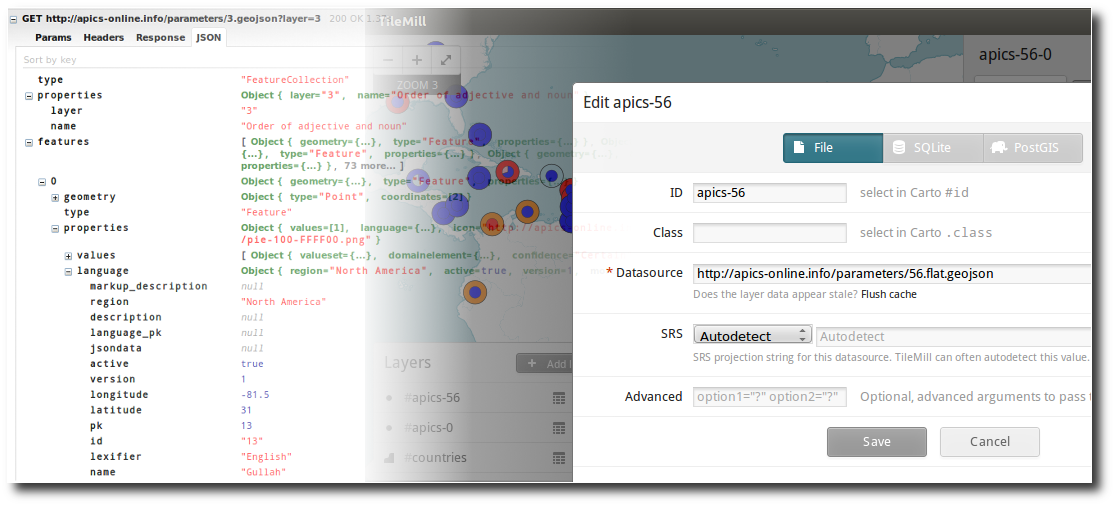 GET http://apics-online.info/parameters/3.geojson?layer=3 200 OK
Params Headers Response JSON
Sort by key
type "FeatureCollection"
properties Object { layer="3", name="Order of adjective and noun"
layer "3"
name "Order of adjective and noun"
features [ Object { geometry={...}, type="Feature", properties={...} },
{...}, type="Feature", properties={...} }, Object { geometry={...},
properties={...} }, 73 more... ]
0 Object { geometry={...}, type="Feature", properties={...} }
geometry Object { type="Point", coordinates=[2] }
type "Feature"
properties Object { values=[1], language={...}, icon="http://apics-online
/pie-100-FFFF00.png" }
values [ Object { valueset={...}, domainelement={...}, confidence=
language Object { region="North America", active=true, version=1,
markup_description null
region "North America"
description null
language_pk null
jsondata null
active true
version 1
longitude -81.5
latitude 31
pk 13
id "13"
lexifier "English"
name "Gullah"
TileMill
ZOOM 3
apics-56-0
Layers
Add
#apics-56
#apics-0
#countries
Edit apics-56
File SQLite PostGIS
ID apics-56 select in Carto #id
Class select in Carto .class
* Datasource http://apics-online.info/parameters/56.flat.geojson
Does the layer data appear stale? Flush cache
SRS Autodetect Autodetect
SRS projection string for this datasource. TileMill can often autodetect this value.
Advanced option1="?" option2="?" Optional, advanced arguments to pass
Save Cancel